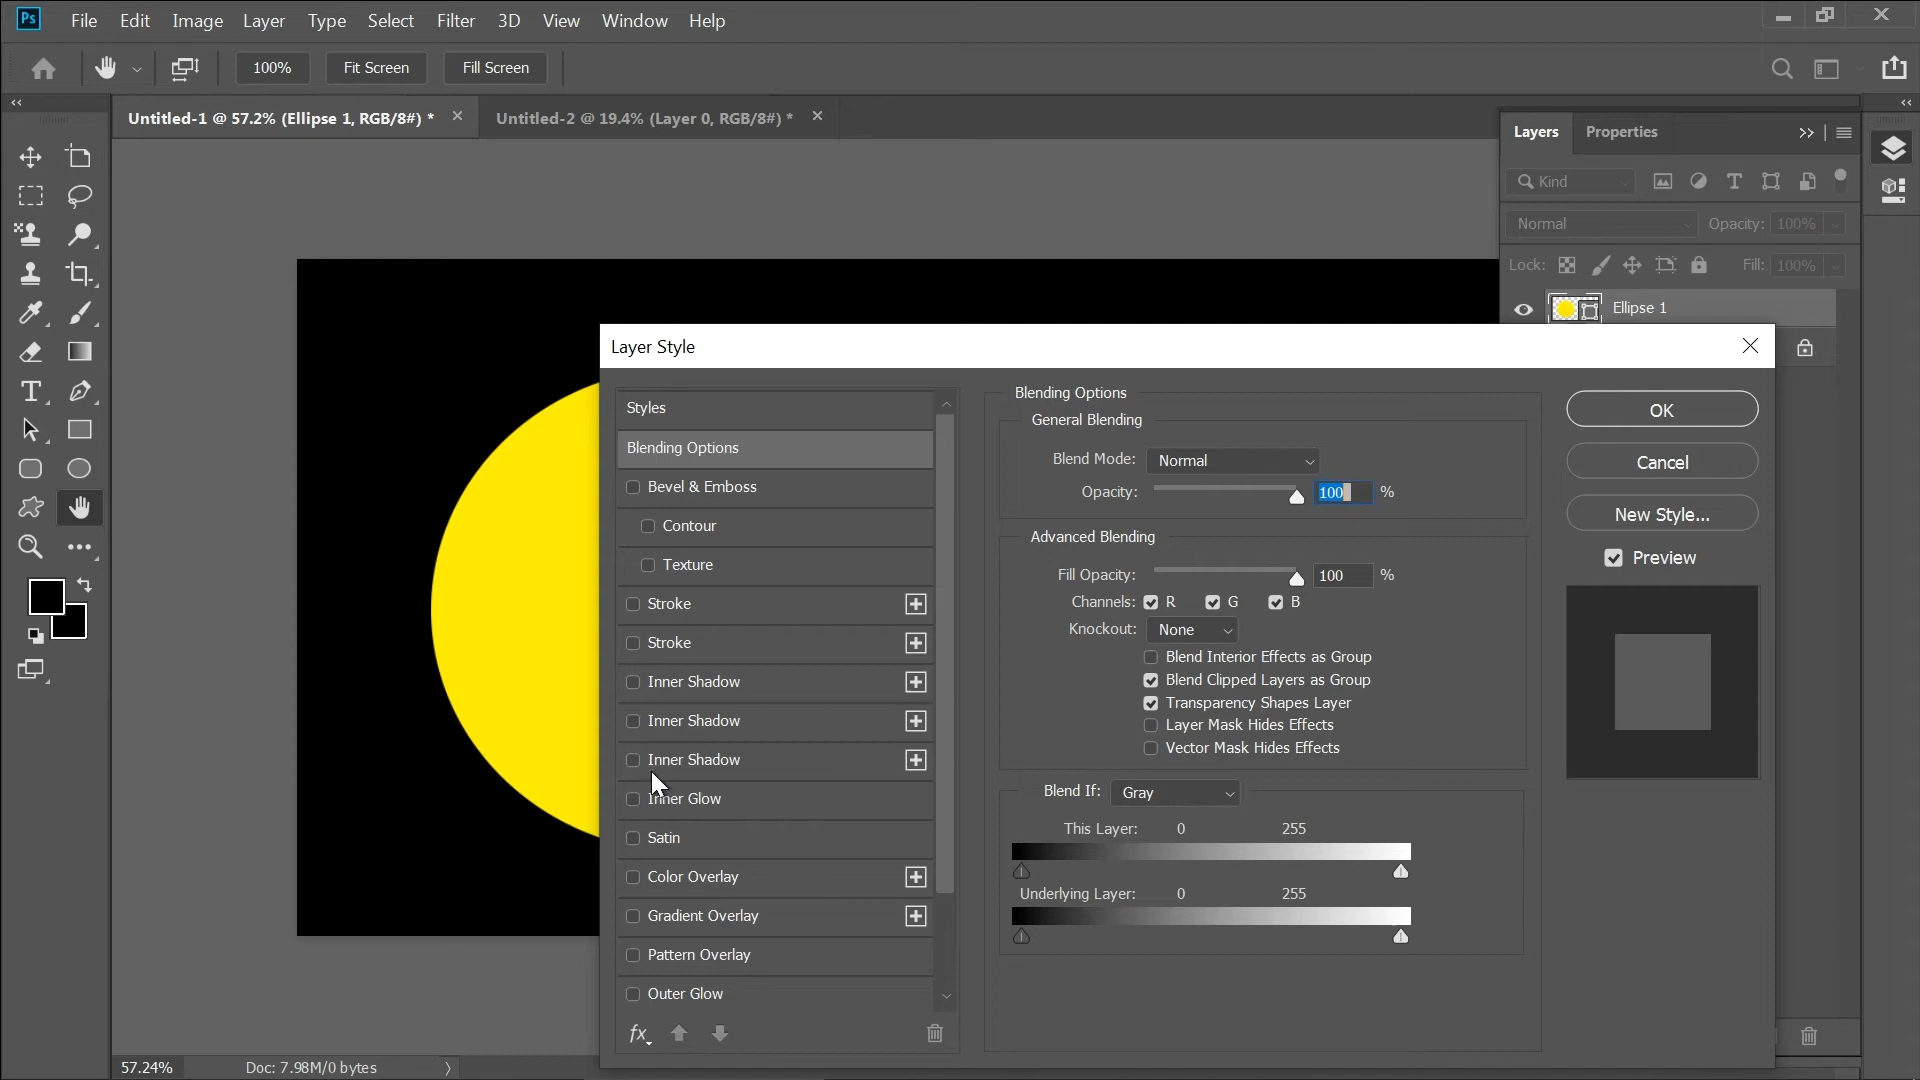 Ps File Edit Image Layer Type Select Filter 3D View Window Help
100% Fit Screen Fill Screen
Untitled-1 @ 57.2% (Ellipse 1, RGB/8#) * Untitled-2 @ 19.4% (Layer 0, RGB/8#) *
Layers Properties
Kind
Normal Opacity: 100%
Lock: Fill: 100%
Ellipse 1
Layer Style
Styles
Blending Options
Bevel & Emboss
Contour
Texture
Stroke
Stroke
Inner Shadow
Inner Shadow
Inner Shadow
Inner Glow
Satin
Color Overlay
Gradient Overlay
Pattern Overlay
Outer Glow
fx
Blending Options
General Blending
Blend Mode: Normal
Opacity: 100 %
Advanced Blending
Fill Opacity: 100 %
Channels: R G B
Knockout: None
Blend Interior Effects as Group
Blend Clipped Layers as Group
Transparency Shapes Layer
Layer Mask Hides Effects
Vector Mask Hides Effects
Blend If: Gray
This Layer: 0 255
Underlying Layer: 0 255
OK
Cancel
New Style...
Preview
57.24% Doc: 7.98M/0 bytes